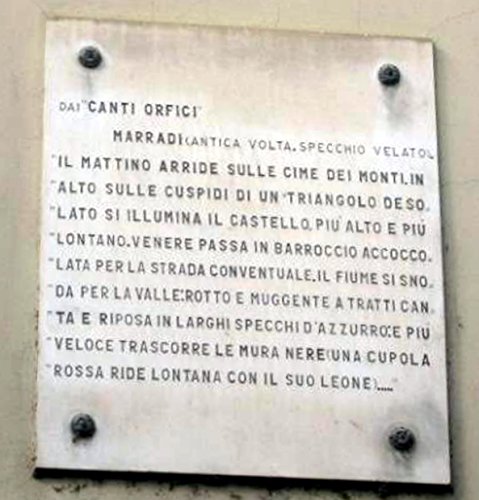 DAI "CANTI ORFICI"
MARRADI (ANTICA VOLTA. SPECCHIO VELATO).
"IL MATTINO ARRIDE SULLE CIME DEI MONTI.IN
"ALTO SULLE CUSPIDI DI UN TRIANGOLO DESO.
"LATO SI ILLUMINA IL CASTELLO, PIU' ALTO E PIÙ
"LONTANO. VENERE PASSA IN BARROCCIO ACCOCCO.
"LATA PER LA STRADA CONVENTUALE. IL FIUME SI SNO.
"DA PER LA VALLE: ROTTO E MUGGENTE A TRATTI CAN.
"TA E RIPOSA IN LARGHI SPECCHI D'AZZURRO: E PIÙ
"VELOCE TRASCORRE LE MURA NERE (UNA CUPOLA
"ROSSA RIDE LONTANA CON IL SUO LEONE)....."